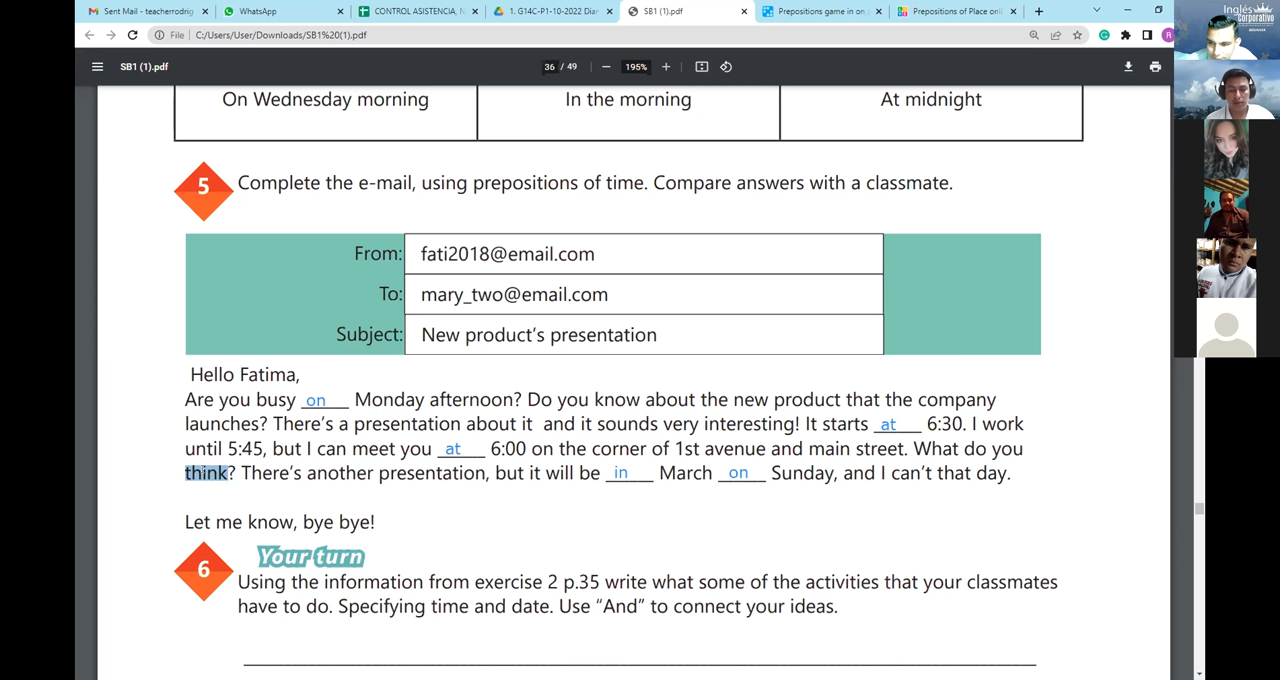 Sent Mail - teacherrodrig
WhatsApp
CONTROL ASISTENCIA, N
1. G14C-P1-10-2022 Diar
SB1 (1).pdf
Prepositions game in on
Prepositions of Place onli
Inglés
Corporativo
File
C:/Users/User/Downloads/SB1%20(1).pdf
SB1 (1).pdf
36 / 49
195%
On Wednesday morning
In the morning
At midnight
5
Complete the e-mail, using prepositions of time. Compare answers with a classmate.
From: fati2018@email.com
To: mary_two@email.com
Subject: New product's presentation
Hello Fatima,
Are you busy on Monday afternoon? Do you know about the new product that the company
launches? There's a presentation about it and it sounds very interesting! It starts at 6:30. I work
until 5:45, but I can meet you at 6:00 on the corner of 1st avenue and main street. What do you
think? There's another presentation, but it will be in March on Sunday, and I can't that day.
Let me know, bye bye!
6
Your turn
Using the information from exercise 2 p.35 write what some of the activities that your classmates
have to do. Specifying time and date. Use “And” to connect your ideas.